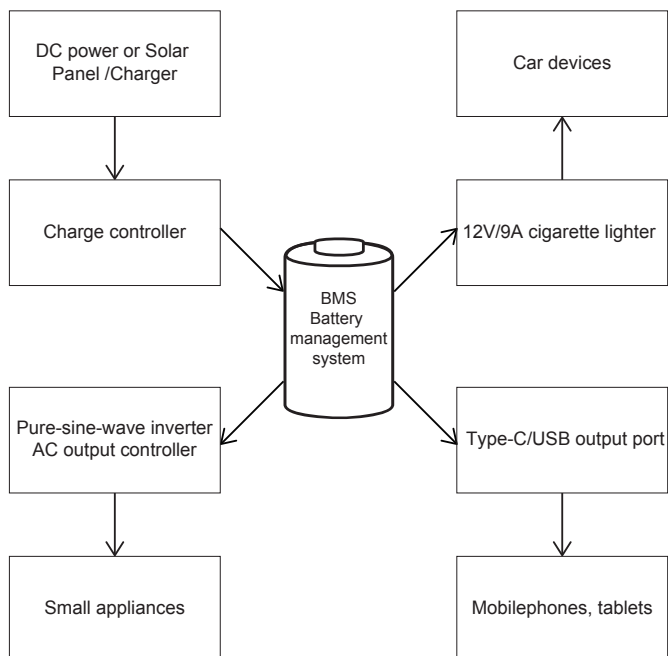 DC power or Solar
Panel /Charger
Car devices
Charge controller
12V/9A cigarette lighter
BMS
Battery
management
system
Pure-sine-wave inverter
AC output controller
Type-C/USB output port
Small appliances
Mobilephones, tablets